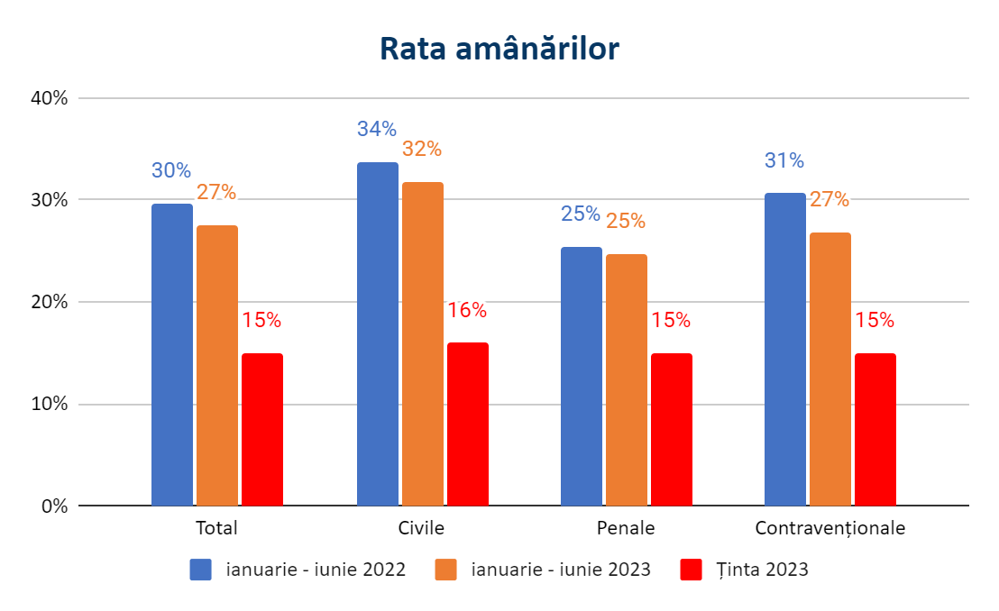 Rata amânărilor
40%
30%
20%
10%
0%
30%
27%
15%
34%
32%
16%
25%
25%
15%
31%
27%
15%
Total
Civile
Penale
Contravenționale
ianuarie - iunie 2022
ianuarie - iunie 2023
Ținta 2023